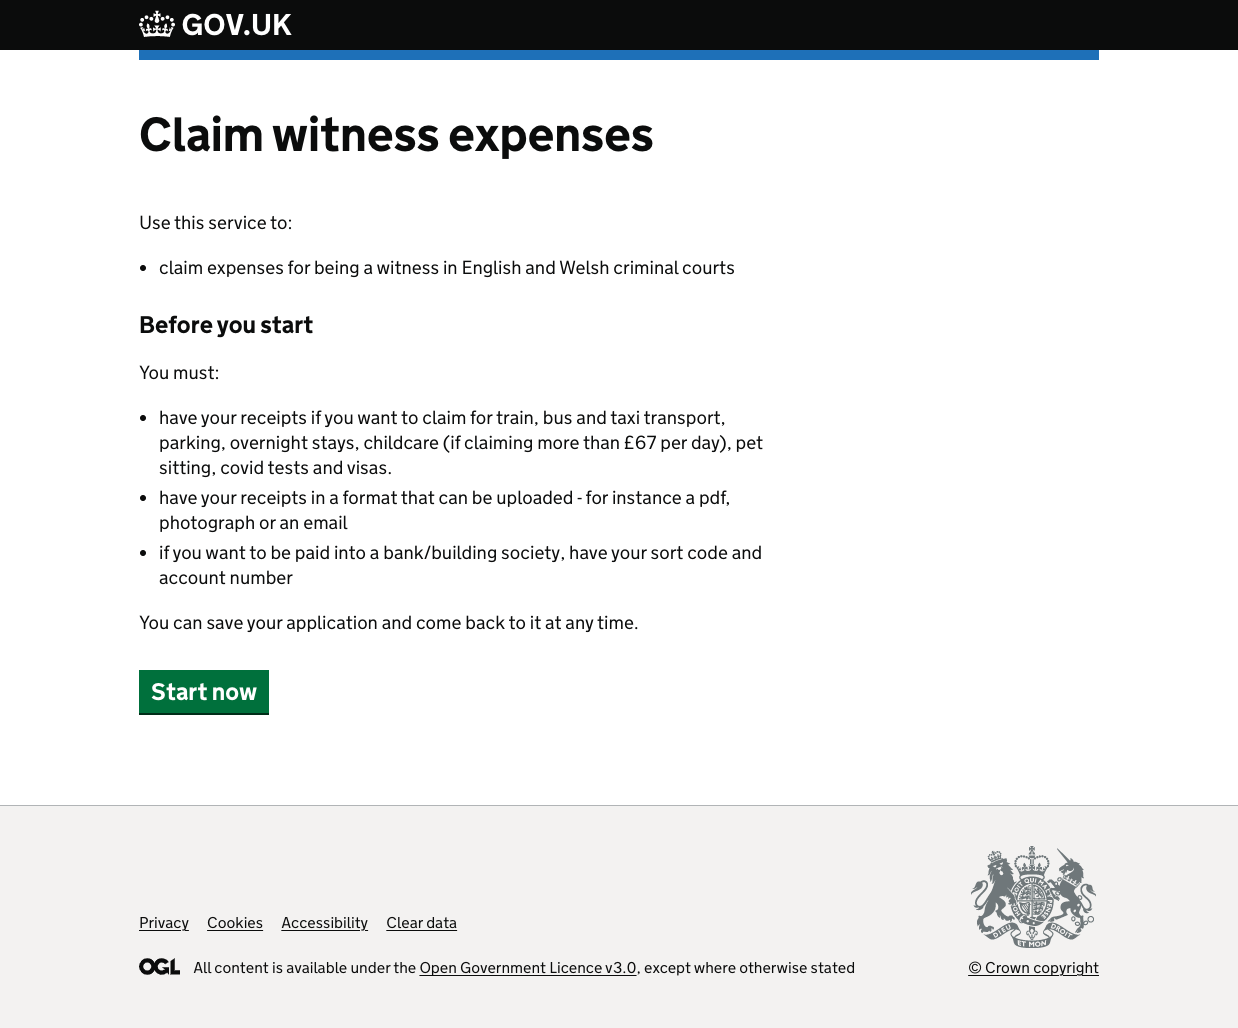 GOV.UK
Claim witness expenses
Use this service to:
• claim expenses for being a witness in English and Welsh criminal courts
Before you start
You must:
• have your receipts if you want to claim for train, bus and taxi transport,
parking, overnight stays, childcare (if claiming more than £67 per day), pet
sitting, covid tests and visas.
• have your receipts in a format that can be uploaded - for instance a pdf,
photograph or an email
• if you want to be paid into a bank/building society, have your sort code and
account number
You can save your application and come back to it at any time.
Start now
Privacy Cookies Accessibility Clear data
OGL All content is available under the Open Government Licence v3.0, except where otherwise stated
DIEU ET MON DROIT
© Crown copyright